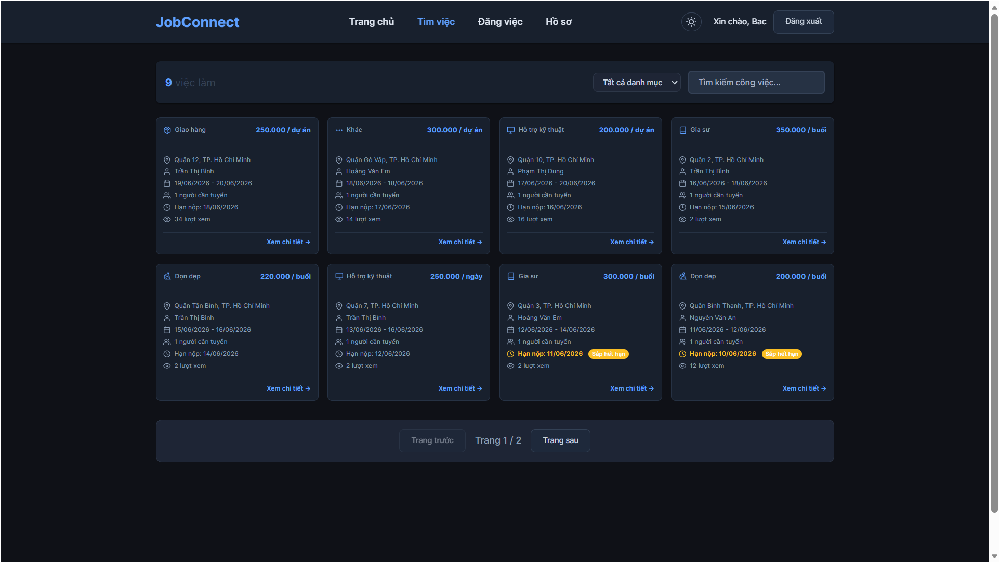 JobConnect
Trang chủ
Tìm việc
Đăng việc
Hồ sơ
Xin chào, Bac
Đăng xuất
9 việc làm
Tất cả danh mục
Tìm kiếm công việc...
Giao hàng
250.000 / dự án
Quận 12, TP. Hồ Chí Minh
Trần Thị Bình
19/06/2026 - 20/06/2026
1 người cần tuyển
Hạn nộp: 18/06/2026
34 lượt xem
Xem chi tiết →
Khác
300.000 / dự án
Quận Gò Vấp, TP. Hồ Chí Minh
Hoàng Văn Em
18/06/2026 - 18/06/2026
1 người cần tuyển
Hạn nộp: 17/06/2026
14 lượt xem
Xem chi tiết →
Hỗ trợ kỹ thuật
200.000 / dự án
Quận 10, TP. Hồ Chí Minh
Phạm Thị Dung
17/06/2026 - 20/06/2026
1 người cần tuyển
Hạn nộp: 16/06/2026
16 lượt xem
Xem chi tiết →
Gia sư
350.000 / buổi
Quận 2, TP. Hồ Chí Minh
Trần Thị Bình
16/06/2026 - 18/06/2026
1 người cần tuyển
Hạn nộp: 15/06/2026
2 lượt xem
Xem chi tiết →
Dọn dẹp
220.000 / buổi
Quận Tân Bình, TP. Hồ Chí Minh
Trần Thị Bình
15/06/2026 - 16/06/2026
1 người cần tuyển
Hạn nộp: 14/06/2026
2 lượt xem
Xem chi tiết →
Hỗ trợ kỹ thuật
250.000 / ngày
Quận 7, TP. Hồ Chí Minh
Trần Thị Bình
13/06/2026 - 16/06/2026
1 người cần tuyển
Hạn nộp: 12/06/2026
2 lượt xem
Xem chi tiết →
Gia sư
300.000 / buổi
Quận 3, TP. Hồ Chí Minh
Hoàng Văn Em
12/06/2026 - 14/06/2026
1 người cần tuyển
Hạn nộp: 11/06/2026 Sắp hết hạn
2 lượt xem
Xem chi tiết →
Dọn dẹp
200.000 / buổi
Quận Bình Thạnh, TP. Hồ Chí Minh
Nguyễn Văn An
11/06/2026 - 12/06/2026
1 người cần tuyển
Hạn nộp: 10/06/2026 Sắp hết hạn
12 lượt xem
Xem chi tiết →
Trang trước
Trang 1 / 2
Trang sau